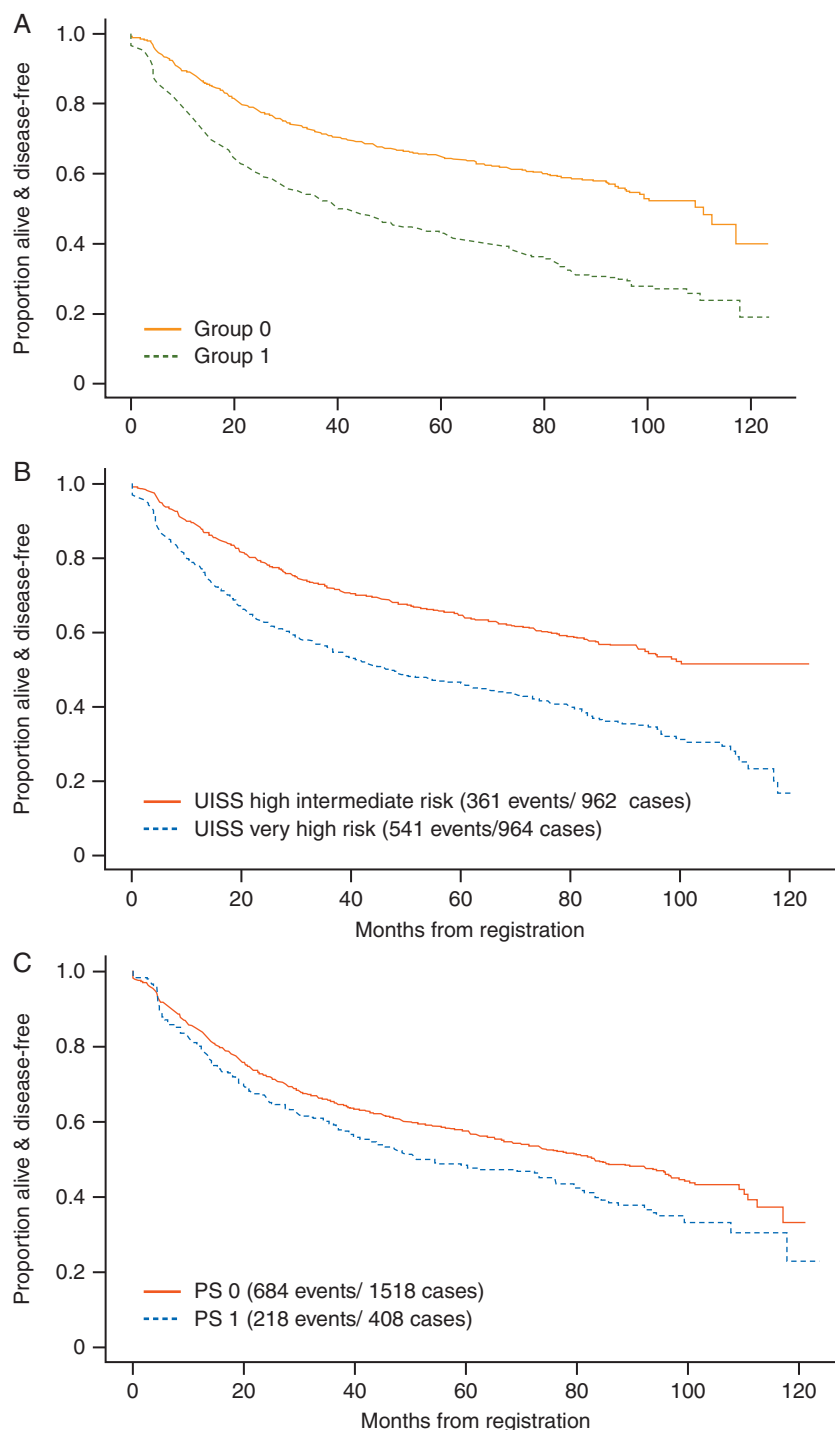 A
Proportion alive & disease-free
1.0
0.8
0.6
0.4
0.2
0
Group 0
Group 1
0 20 40 60 80 100 120
B
Proportion alive & disease-free
1.0
0.8
0.6
0.4
0.2
0
UISS high intermediate risk (361 events/ 962 cases)
UISS very high risk (541 events/964 cases)
0 20 40 60 80 100 120
Months from registration
C
Proportion alive & disease-free
1.0
0.8
0.6
0.4
0.2
0
PS 0 (684 events/ 1518 cases)
PS 1 (218 events/ 408 cases)
0 20 40 60 80 100 120
Months from registration